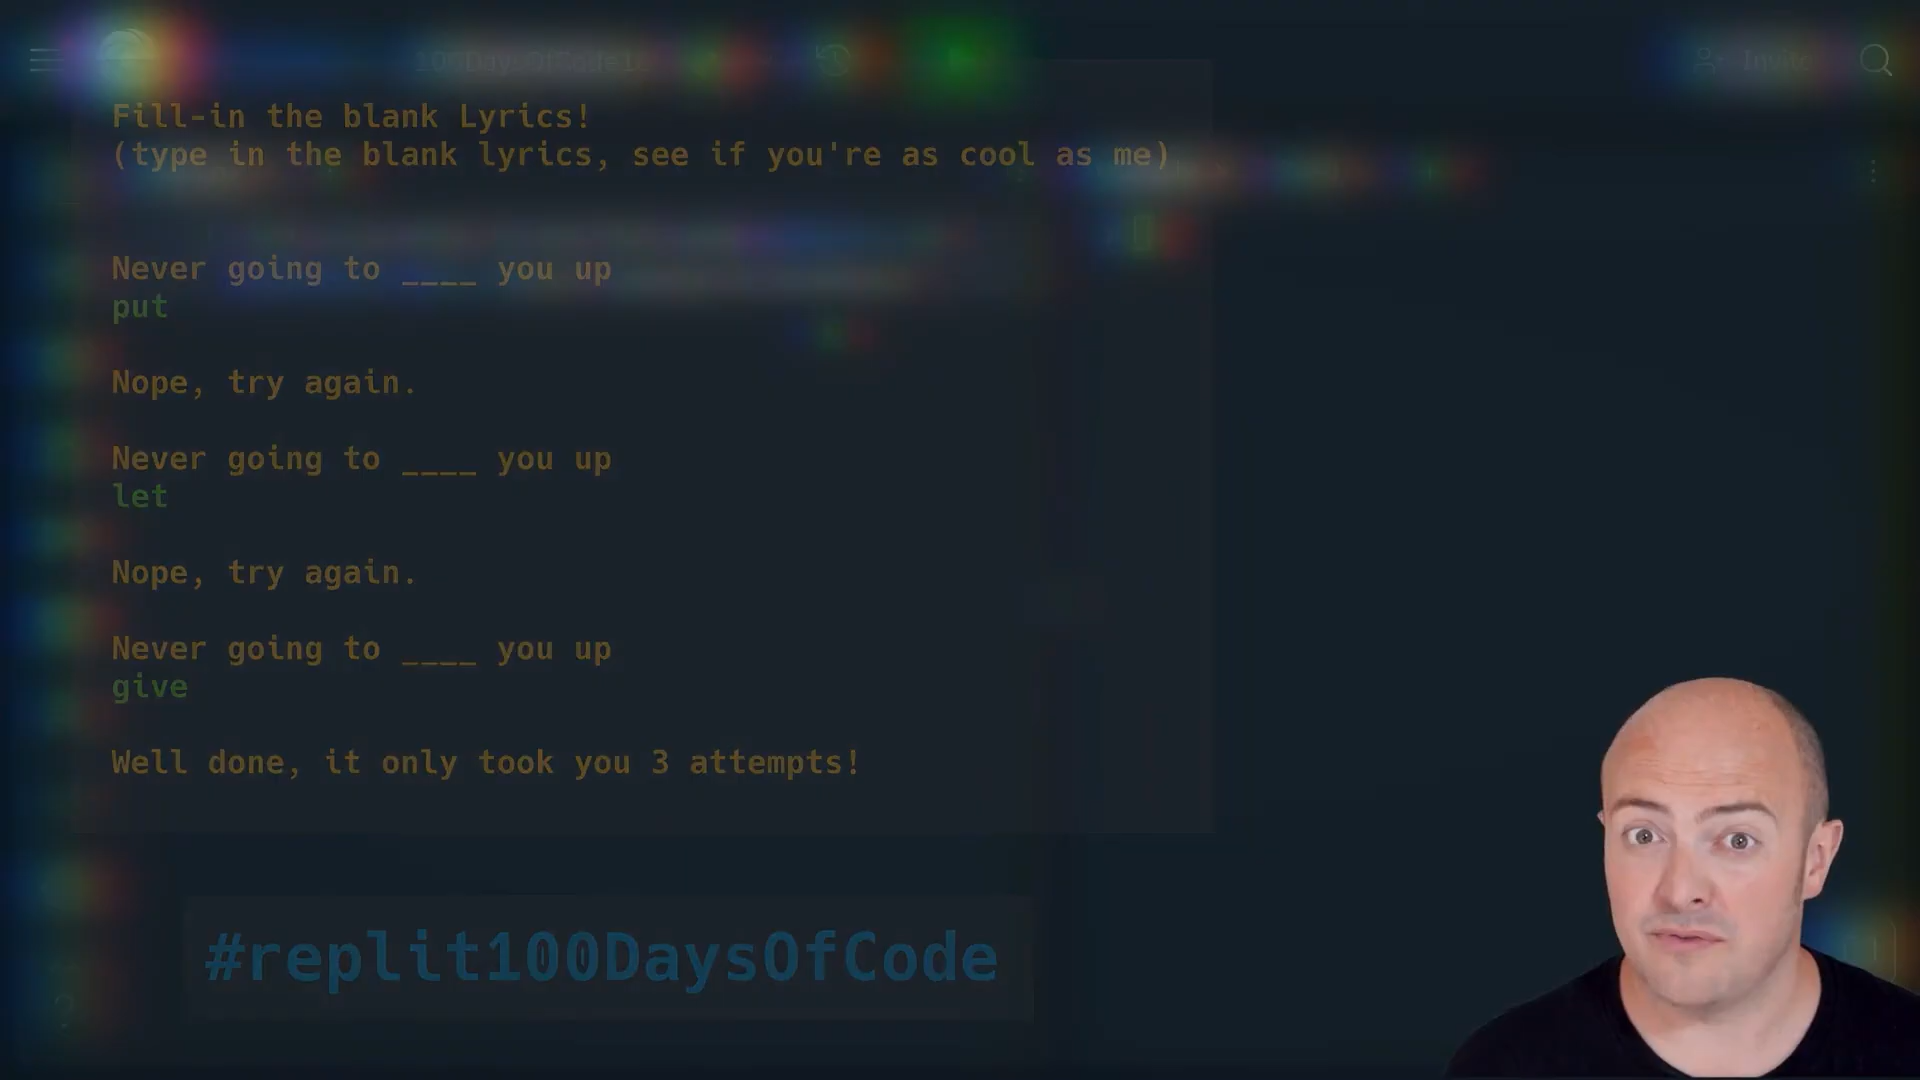 100DaysOfCode
Invite
Fill-in the blank Lyrics!
(type in the blank lyrics, see if you're as cool as me)
Never going to ____ you up
put
Nope, try again.
Never going to ____ you up
let
Nope, try again.
Never going to ____ you up
give
Well done, it only took you 3 attempts!
#replit100DaysOfCode